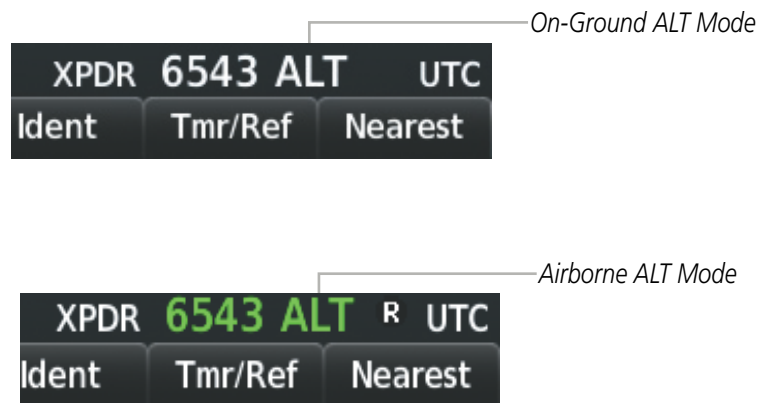 On-Ground ALT Mode
XPDR 6543 ALT UTC
Ident Tmr/Ref Nearest
Airborne ALT Mode
XPDR 6543 ALT R UTC
Ident Tmr/Ref Nearest